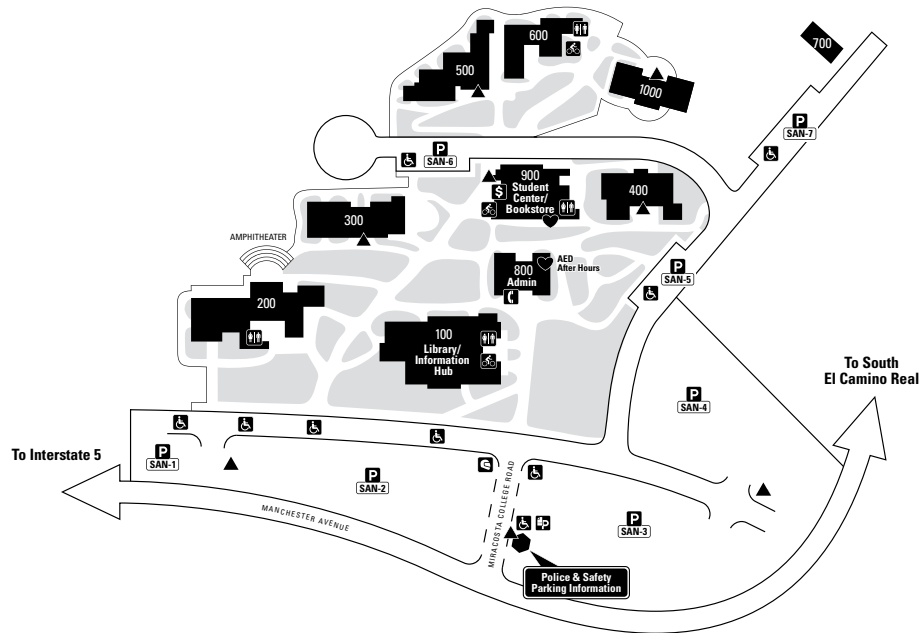 600
700
500
1000
P
SAN-7
P
SAN-6
900
Student
Center/
Bookstore
$
400
300
AMPHITHEATER
AED
After Hours
800
Admin
P
SAN-5
200
100
Library/
Information
Hub
To South
El Camino Real
P
SAN-4
To Interstate 5
P
SAN-1
P
SAN-2
MANCHESTER AVENUE
MIRACOSTA COLLEGE ROAD
P
P
SAN-3
Police & Safety
Parking Information